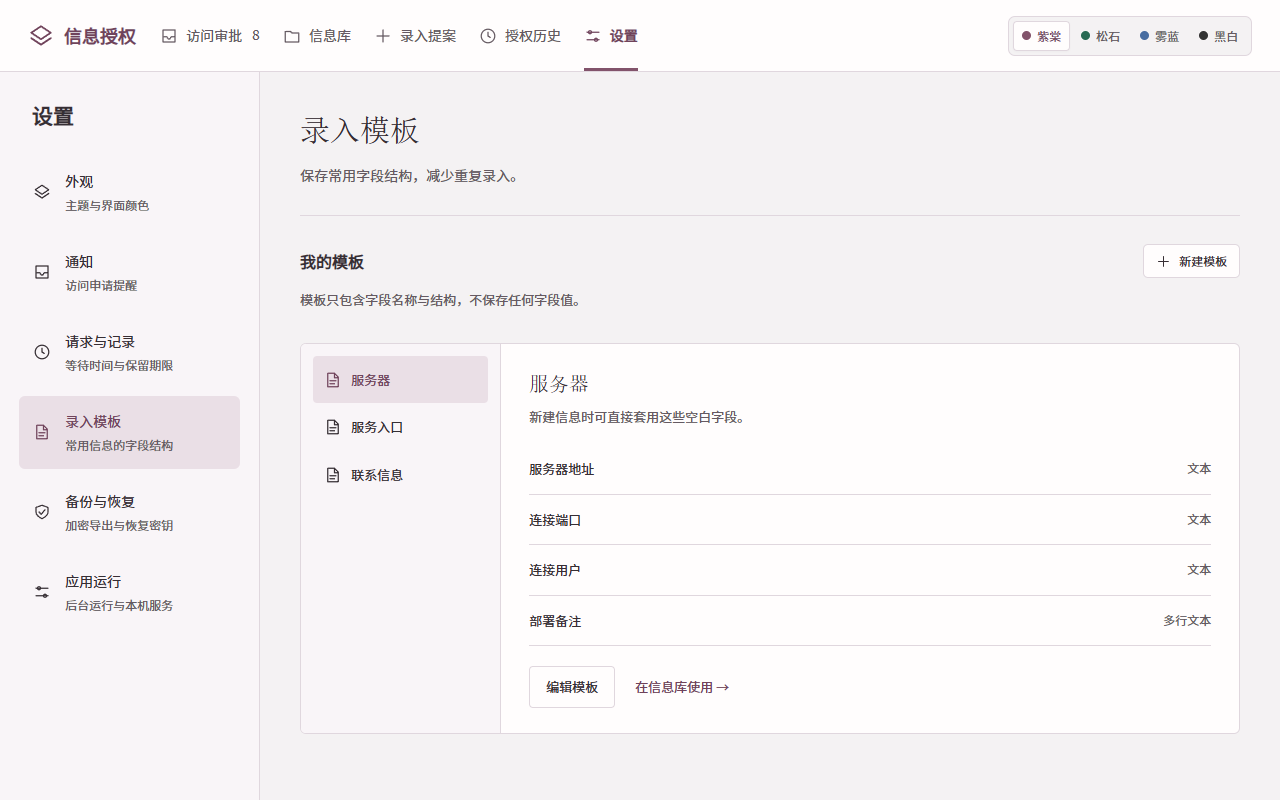 信息授权
访问审批 8
信息库
录入提案
授权历史
设置
紫棠
松石
雾蓝
黑白
设置
外观
主题与界面颜色
通知
访问申请提醒
请求与记录
等待时间与保留期限
录入模板
常用信息的字段结构
备份与恢复
加密导出与恢复密钥
应用运行
后台运行与本机服务
录入模板
保存常用字段结构，减少重复录入。
我的模板
新建模板
模板只包含字段名称与结构，不保存任何字段值。
服务器
服务入口
联系信息
服务器
新建信息时可直接套用这些空白字段。
服务器地址 文本
连接端口 文本
连接用户 文本
部署备注 多行文本
编辑模板 在信息库使用 →